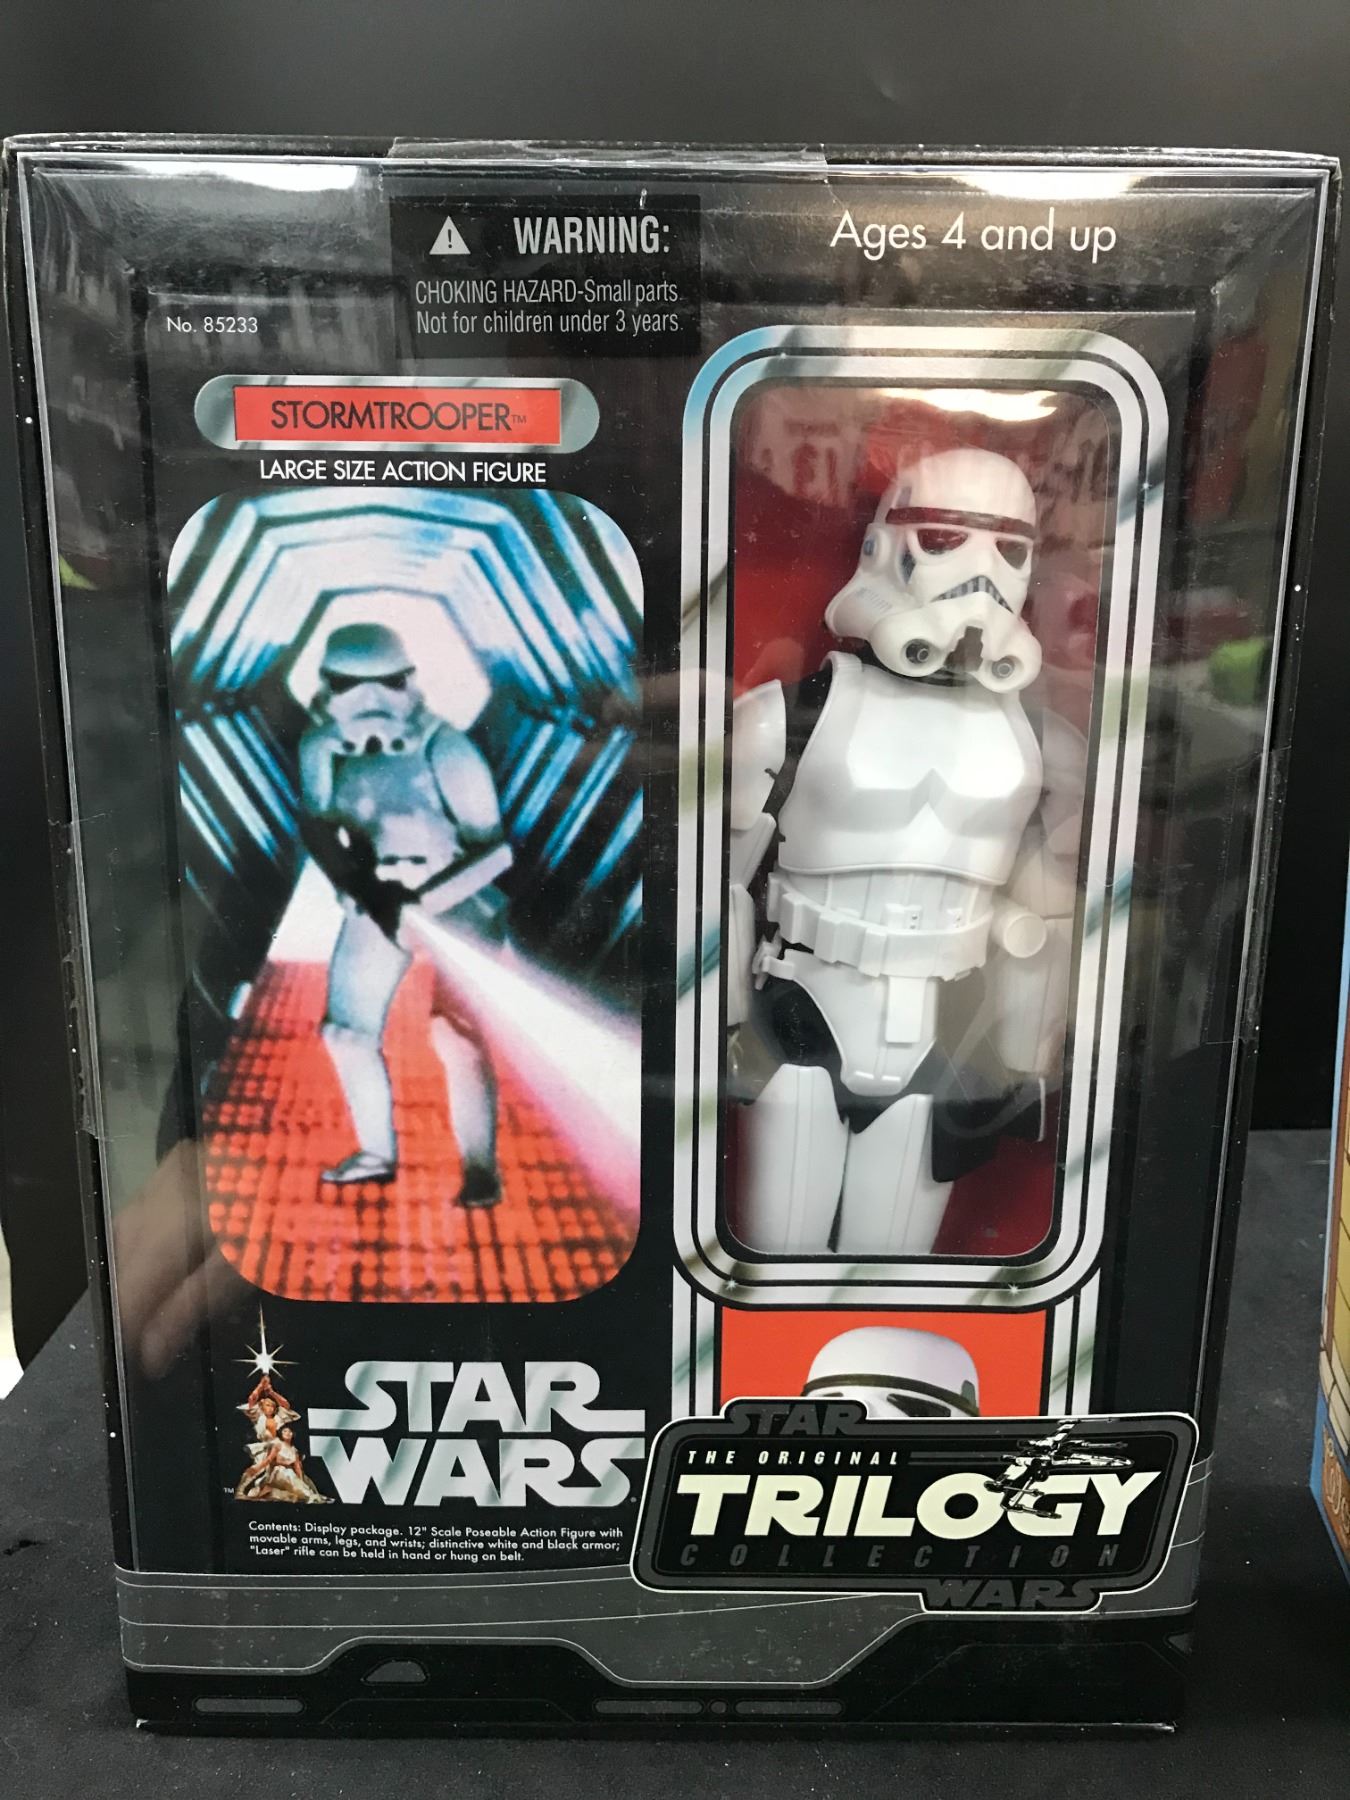 WARNING:
CHOKING HAZARD-Small parts.
Not for children under 3 years.
Ages 4 and up
No. 85233
STORMTROOPER™
LARGE SIZE ACTION FIGURE
STAR
WARS®
™
Contents: Display package. 12" Scale Poseable Action Figure with
movable arms, legs, and wrists; distinctive white and black armor;
"Laser" rifle can be held in hand or hung on belt.
STAR
THE ORIGINAL
TRILOGY
COLLECTION
WARS